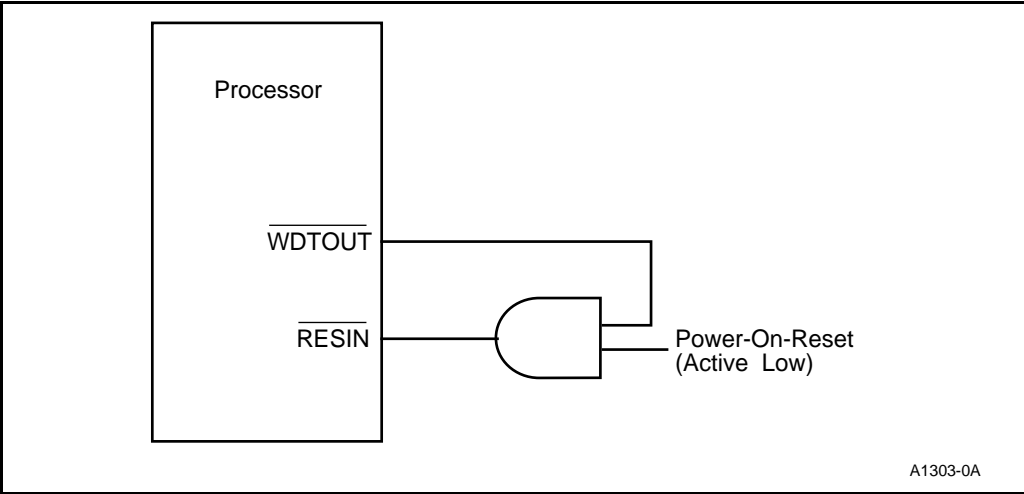 Processor
WDTOUT
RESIN
Power-On-Reset
(Active Low)
A1303-0A